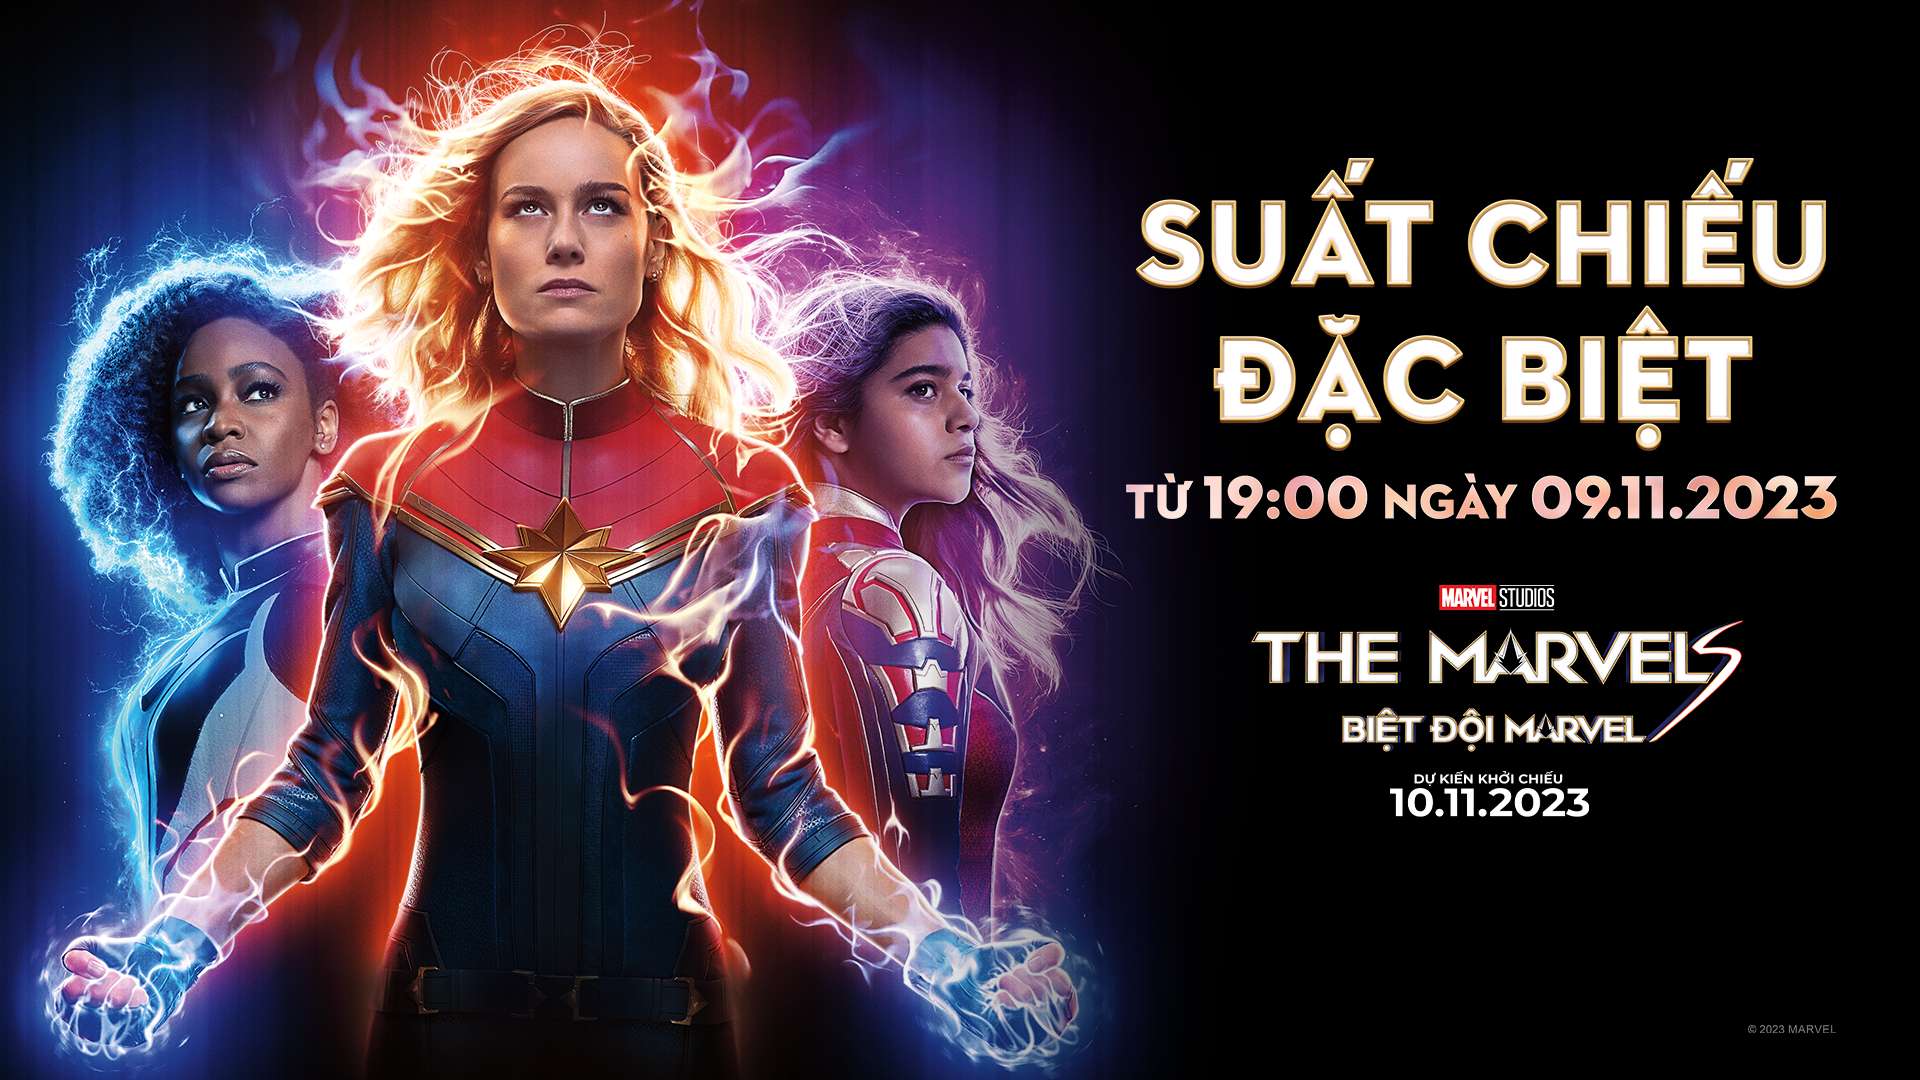 SUẤT CHIẾU
ĐẶC BIỆT
TỪ 19:00 NGÀY 09.11.2023
MARVEL STUDIOS
THE MARVELS
BIỆT ĐỘI MARVEL
DỰ KIẾN KHỞI CHIẾU
10.11.2023
© 2023 MARVEL